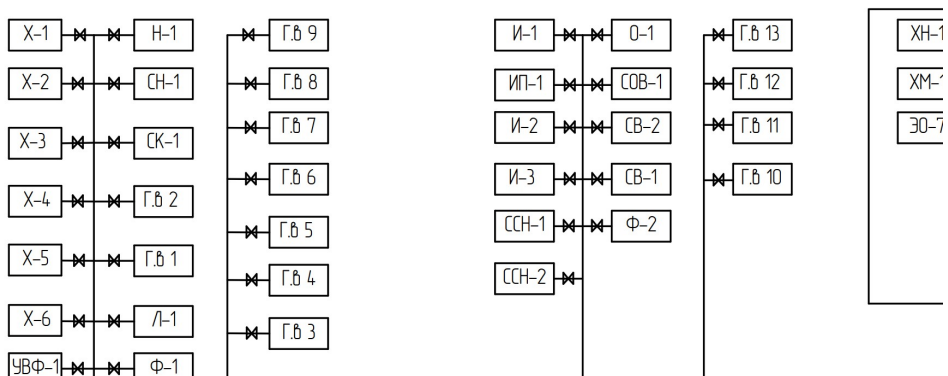 Х-1
Н-1
Г.в 9
И-1
О-1
Г.в 13
ХН-1
Х-2
СН-1
Г.в 8
ИП-1
СОВ-1
Г.в 12
ХМ-1
Х-3
СК-1
Г.в 7
И-2
СВ-2
Г.в 11
ЭО-7
Х-4
Г.в 2
Г.в 6
И-3
СВ-1
Г.в 10
Х-5
Г.в 1
Г.в 5
ССН-1
Ф-2
Г.в 4
ССН-2
Х-6
Л-1
Г.в 3
УВФ-1
Ф-1